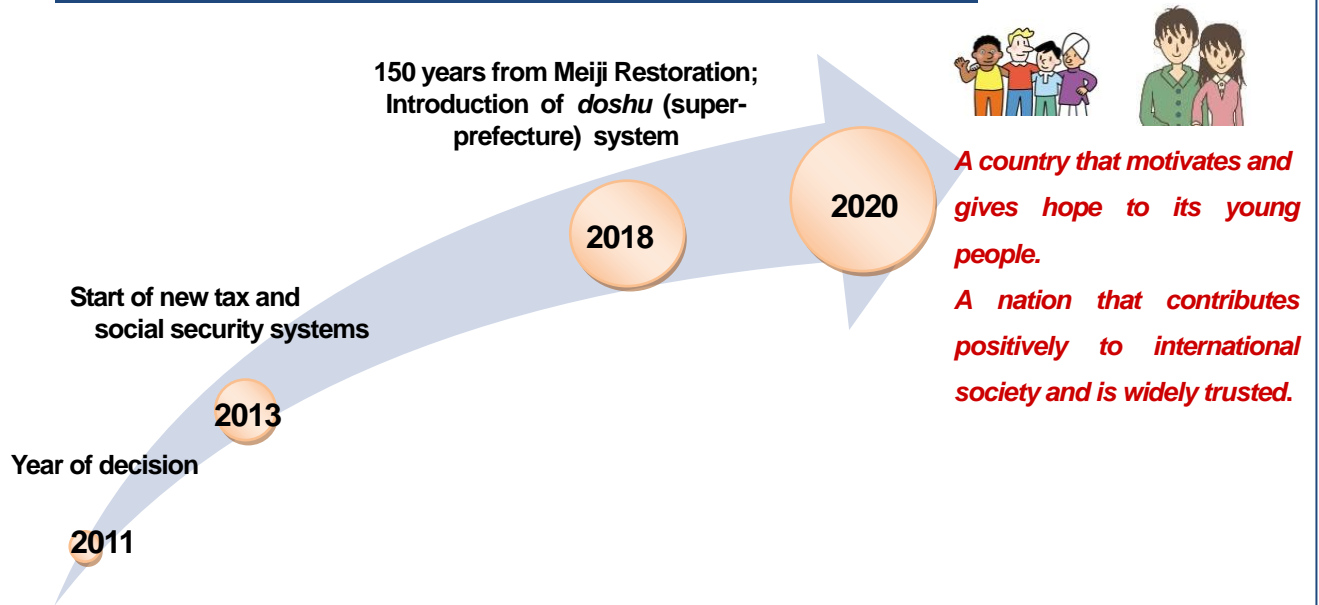 150 years from Meiji Restoration;
Introduction of doshu (super-
prefecture) system
2020
2018
A country that motivates and
gives hope to its young
people.
A nation that contributes
positively to international
society and is widely trusted.
Start of new tax and
social security systems
2013
Year of decision
2011